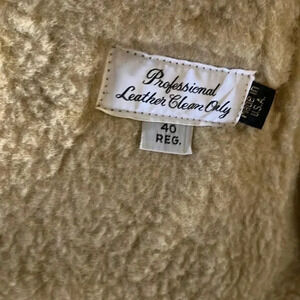 Professional
Leather Clean Only
40
REG.
MADE IN
U.S.A.